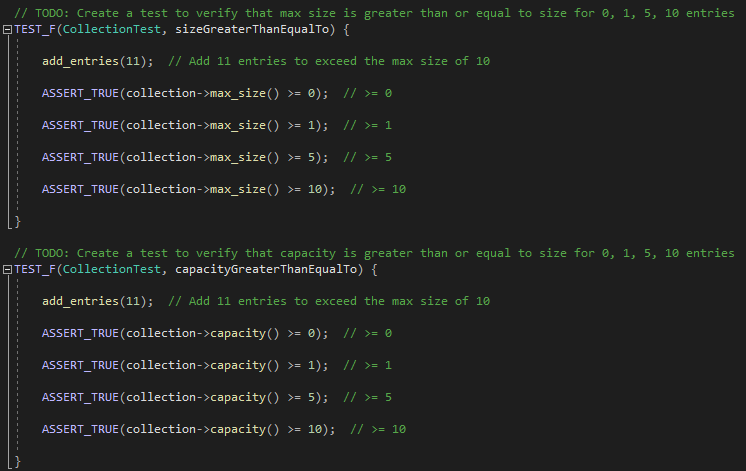 // TODO: Create a test to verify that max size is greater than or equal to size for 0, 1, 5, 10 entries
TEST_F(CollectionTest, sizeGreaterThanEqualTo) {
add_entries(11);  // Add 11 entries to exceed the max size of 10
ASSERT_TRUE(collection->max_size() >= 0);  // >= 0
ASSERT_TRUE(collection->max_size() >= 1);  // >= 1
ASSERT_TRUE(collection->max_size() >= 5);  // >= 5
ASSERT_TRUE(collection->max_size() >= 10);  // >= 10
}
// TODO: Create a test to verify that capacity is greater than or equal to size for 0, 1, 5, 10 entries
TEST_F(CollectionTest, capacityGreaterThanEqualTo) {
add_entries(11);  // Add 11 entries to exceed the max size of 10
ASSERT_TRUE(collection->capacity() >= 0);  // >= 0
ASSERT_TRUE(collection->capacity() >= 1);  // >= 1
ASSERT_TRUE(collection->capacity() >= 5);  // >= 5
ASSERT_TRUE(collection->capacity() >= 10);  // >= 10
}